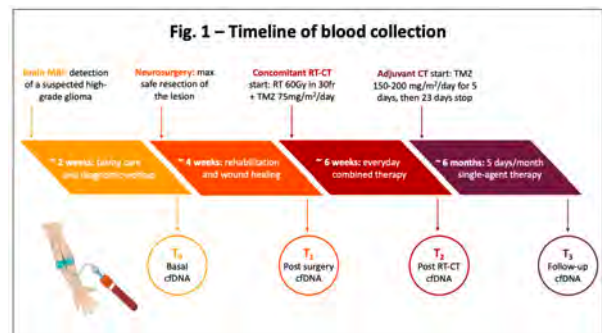 Fig. 1 – Timeline of blood collection
Brain MRI: detection
of a suspected high-
grade glioma
Neurosurgery: max
safe resection of
the lesion
Concomitant RT-CT
start: RT 60Gy in 30fr
+ TMZ 75mg/m²/day
Adjuvant CT start: TMZ
150-200 mg/m²/day for 5
days, then 23 days stop
~ 2 weeks: taking care
and diagnostic workup
~ 4 weeks: rehabilitation
and wound healing
~ 6 weeks: everyday
combined therapy
~ 6 months: 5 days/month
single-agent therapy
T₀
Basal
cfDNA
T₁
Post surgery
cfDNA
T₂
Post RT-CT
cfDNA
T₃
Follow-up
cfDNA